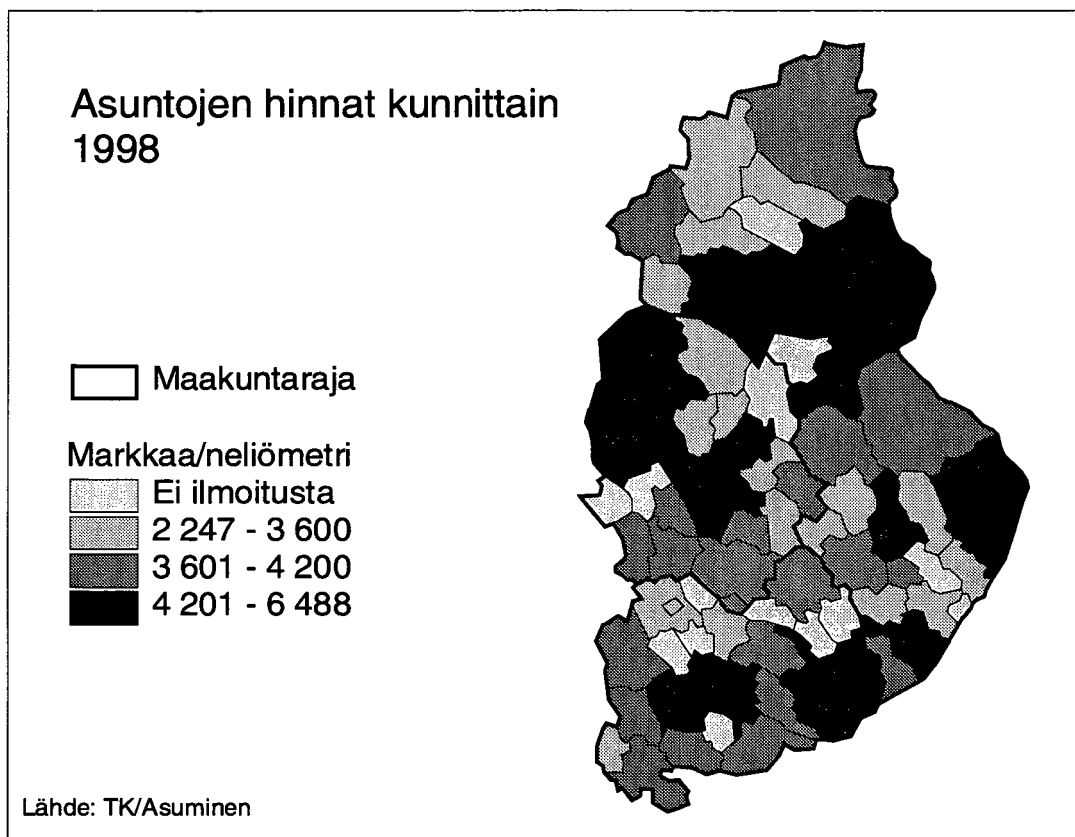 Asuntojen hinnat kunnittain
1998
Maakuntaraja
Markkaa/neliömetri
Ei ilmoitusta
2 247 - 3 600
3 601 - 4 200
4 201 - 6 488
Lähde: TK/Asuminen